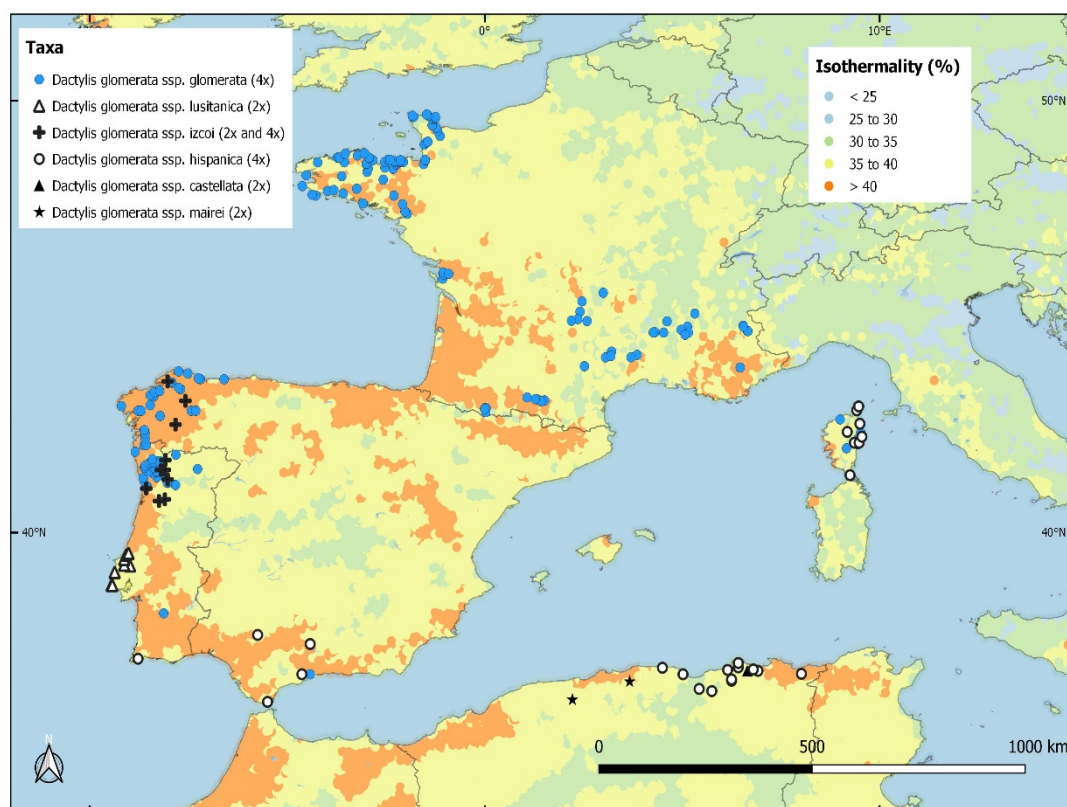 10°W
0°
10°E
Taxa
Dactylis glomerata ssp. glomerata (4x)
Dactylis glomerata ssp. lusitanica (2x)
Dactylis glomerata ssp. izcoi (2x and 4x)
Dactylis glomerata ssp. hispanica (4x)
Dactylis glomerata ssp. castellata (2x)
Dactylis glomerata ssp. mairei (2x)
Isothermality (%)
< 25
25 to 30
30 to 35
35 to 40
> 40
50°N
40°N
40°N
N
0
500
1000 km